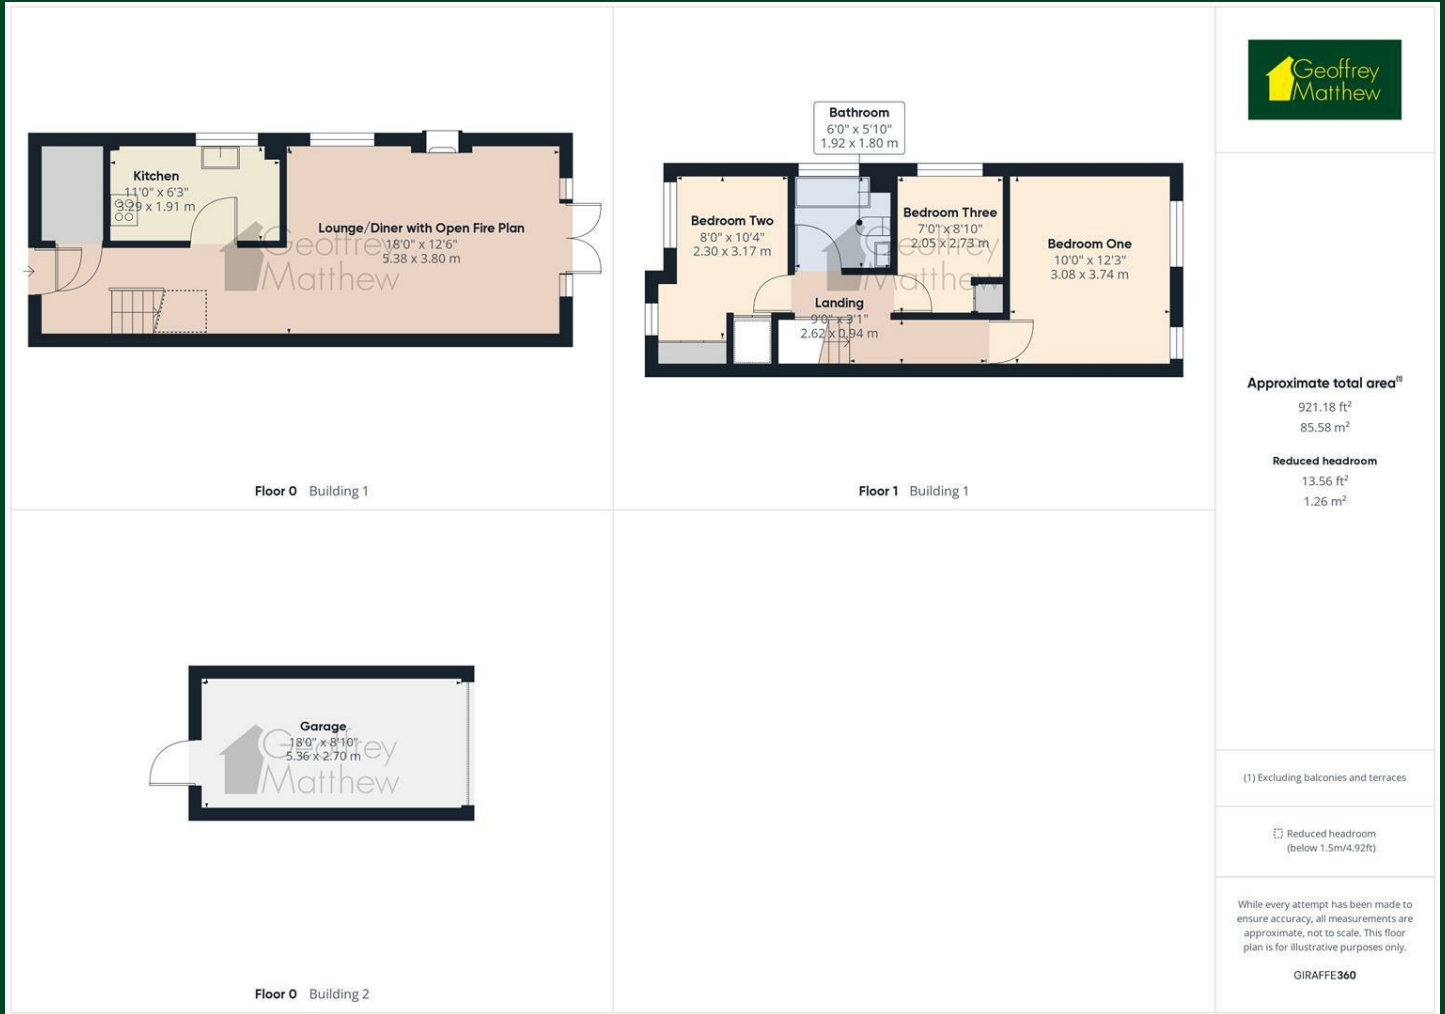 Kitchen
11'0" x 6'3"
3.29 x 1.91 m
Lounge/Diner with Open Fire Plan
18'0" x 12'6"
5.38 x 3.80 m
Geoffrey
Matthew
Floor 0 Building 1
Bathroom
6'0" x 5'10"
1.92 x 1.80 m
Bedroom Two
8'0" x 10'4"
2.30 x 3.17 m
Bedroom Three
7'0" x 8'10"
2.05 x 2.73 m
Bedroom One
10'0" x 12'3"
3.08 x 3.74 m
Landing
9'0" x 3'1"
2.62 x 0.94 m
Geoffrey
Matthew
Floor 1 Building 1
Garage
18'0" x 8'10"
5.36 x 2.70 m
Geoffrey
Matthew
Floor 0 Building 2
Geoffrey
Matthew
Approximate total area(1)
921.18 ft²
85.58 m²
Reduced headroom
13.56 ft²
1.26 m²
(1) Excluding balconies and terraces
Reduced headroom
(below 1.5m/4.92ft)
While every attempt has been made to
ensure accuracy, all measurements are
approximate, not to scale. This floor
plan is for illustrative purposes only.
GIRAFFE360